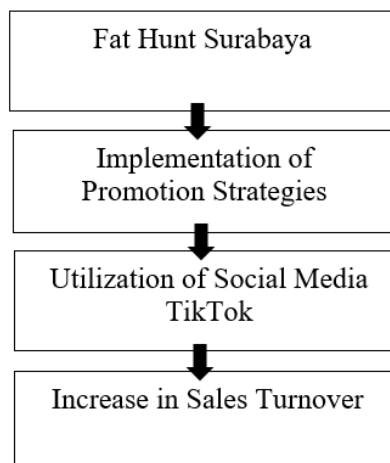 Fat Hunt Surabaya
Implementation of
Promotion Strategies
Utilization of Social Media
TikTok
Increase in Sales Turnover